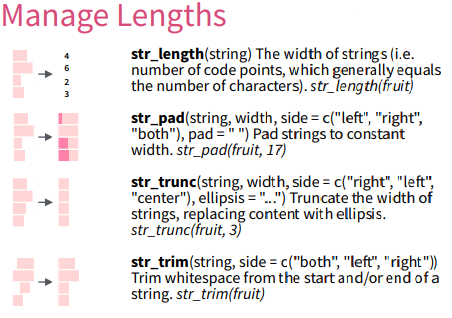 Manage Lengths
4
6
2
3
str_length(string) The width of strings (i.e.
number of code points, which generally equals
the number of characters). str_length(fruit)
str_pad(string, width, side = c("left", "right",
"both"), pad = " ") Pad strings to constant
width. str_pad(fruit, 17)
str_trunc(string, width, side = c("right", "left",
"center"), ellipsis = "...") Truncate the width of
strings, replacing content with ellipsis.
str_trunc(fruit, 3)
str_trim(string, side = c("both", "left", "right"))
Trim whitespace from the start and/or end of a
string. str_trim(fruit)